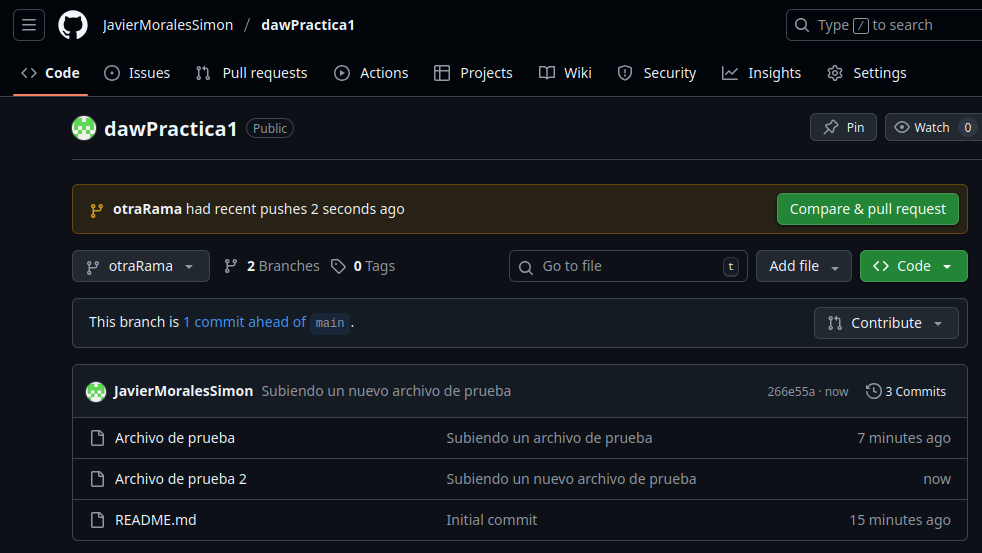 JavierMoralesSimon / dawPractica1
Type / to search
Code Issues Pull requests Actions Projects Wiki Security Insights Settings
dawPractica1 Public
Pin Watch 0
otraRama had recent pushes 2 seconds ago
Compare & pull request
otraRama 2 Branches 0 Tags
Go to file t Add file Code
This branch is 1 commit ahead of main .
Contribute
JavierMoralesSimon Subiendo un nuevo archivo de prueba 266e55a · now 3 Commits
Archivo de prueba Subiendo un archivo de prueba 7 minutes ago
Archivo de prueba 2 Subiendo un nuevo archivo de prueba now
README.md Initial commit 15 minutes ago